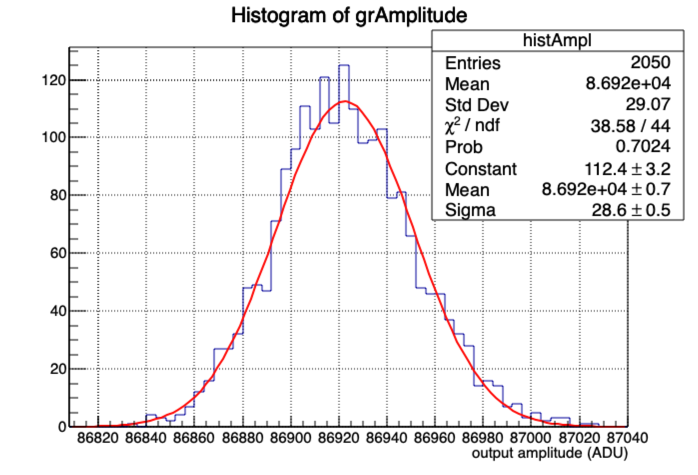 Histogram of grAmplitude
histAmpl
Entries 2050
Mean 8.692e+04
Std Dev 29.07
χ² / ndf 38.58 / 44
Prob 0.7024
Constant 112.4 ± 3.2
Mean 8.692e+04 ± 0.7
Sigma 28.6 ± 0.5
120
100
80
60
40
20
0
86820 86840 86860 86880 86900 86920 86940 86960 86980 87000 87020 87040
output amplitude (ADU)